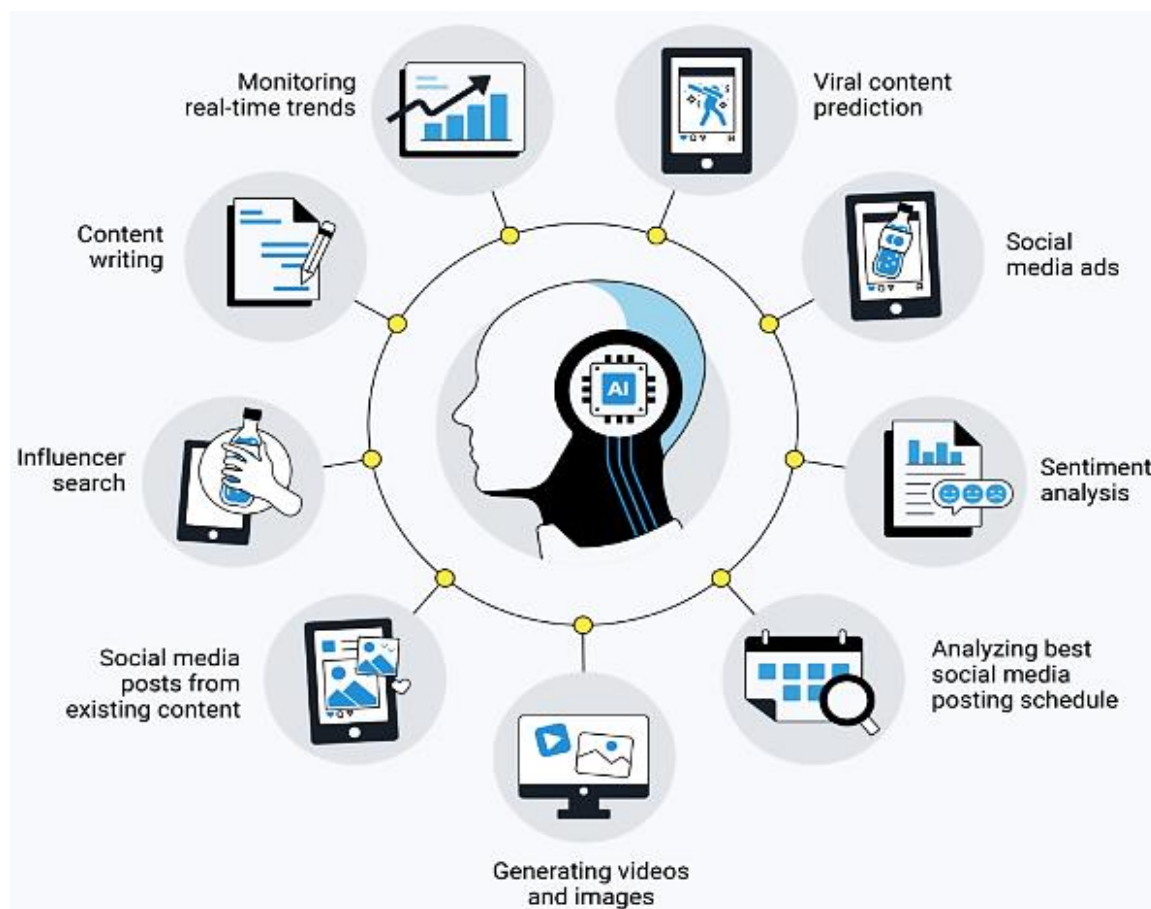 Monitoring
real-time trends
Viral content
prediction
Content
writing
Social
media ads
AI
Influencer
search
Sentiment
analysis
Social media
posts from
existing content
Analyzing best
social media
posting schedule
Generating videos
and images